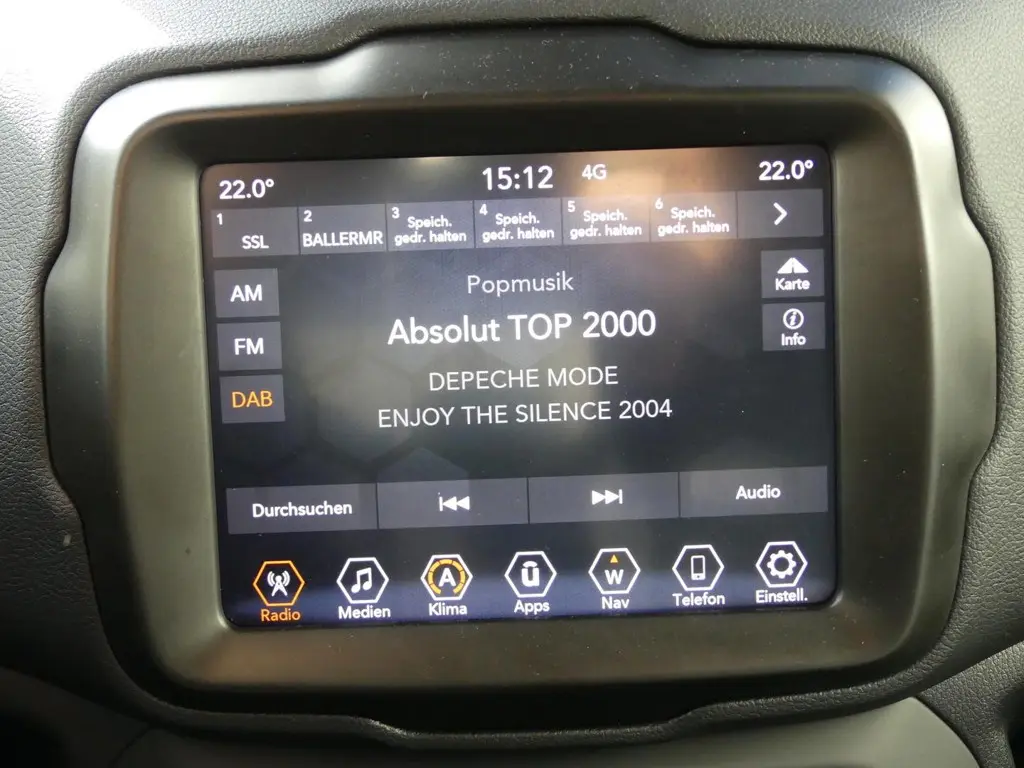 22.0° 15:12 4G 22.0°
1 SSL
2 BALLERMR
3 Speich. gedr. halten
4 Speich. gedr. halten
5 Speich. gedr. halten
6 Speich. gedr. halten
AM
FM
DAB
Popmusik
Absolut TOP 2000
DEPECHE MODE
ENJOY THE SILENCE 2004
Karte
Info
Durchsuchen Audio
A ū W
Radio Medien Klima Apps Nav Telefon Einstell.